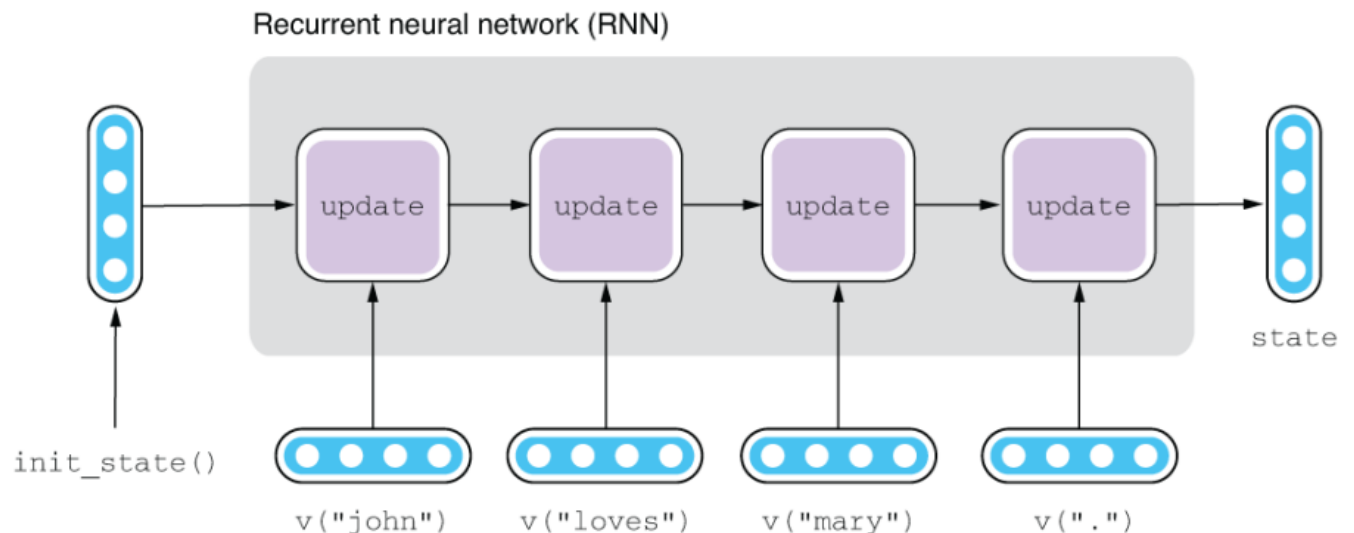 Recurrent neural network (RNN)
update update update update
state
init_state()
v("john") v("loves") v("mary") v(".")